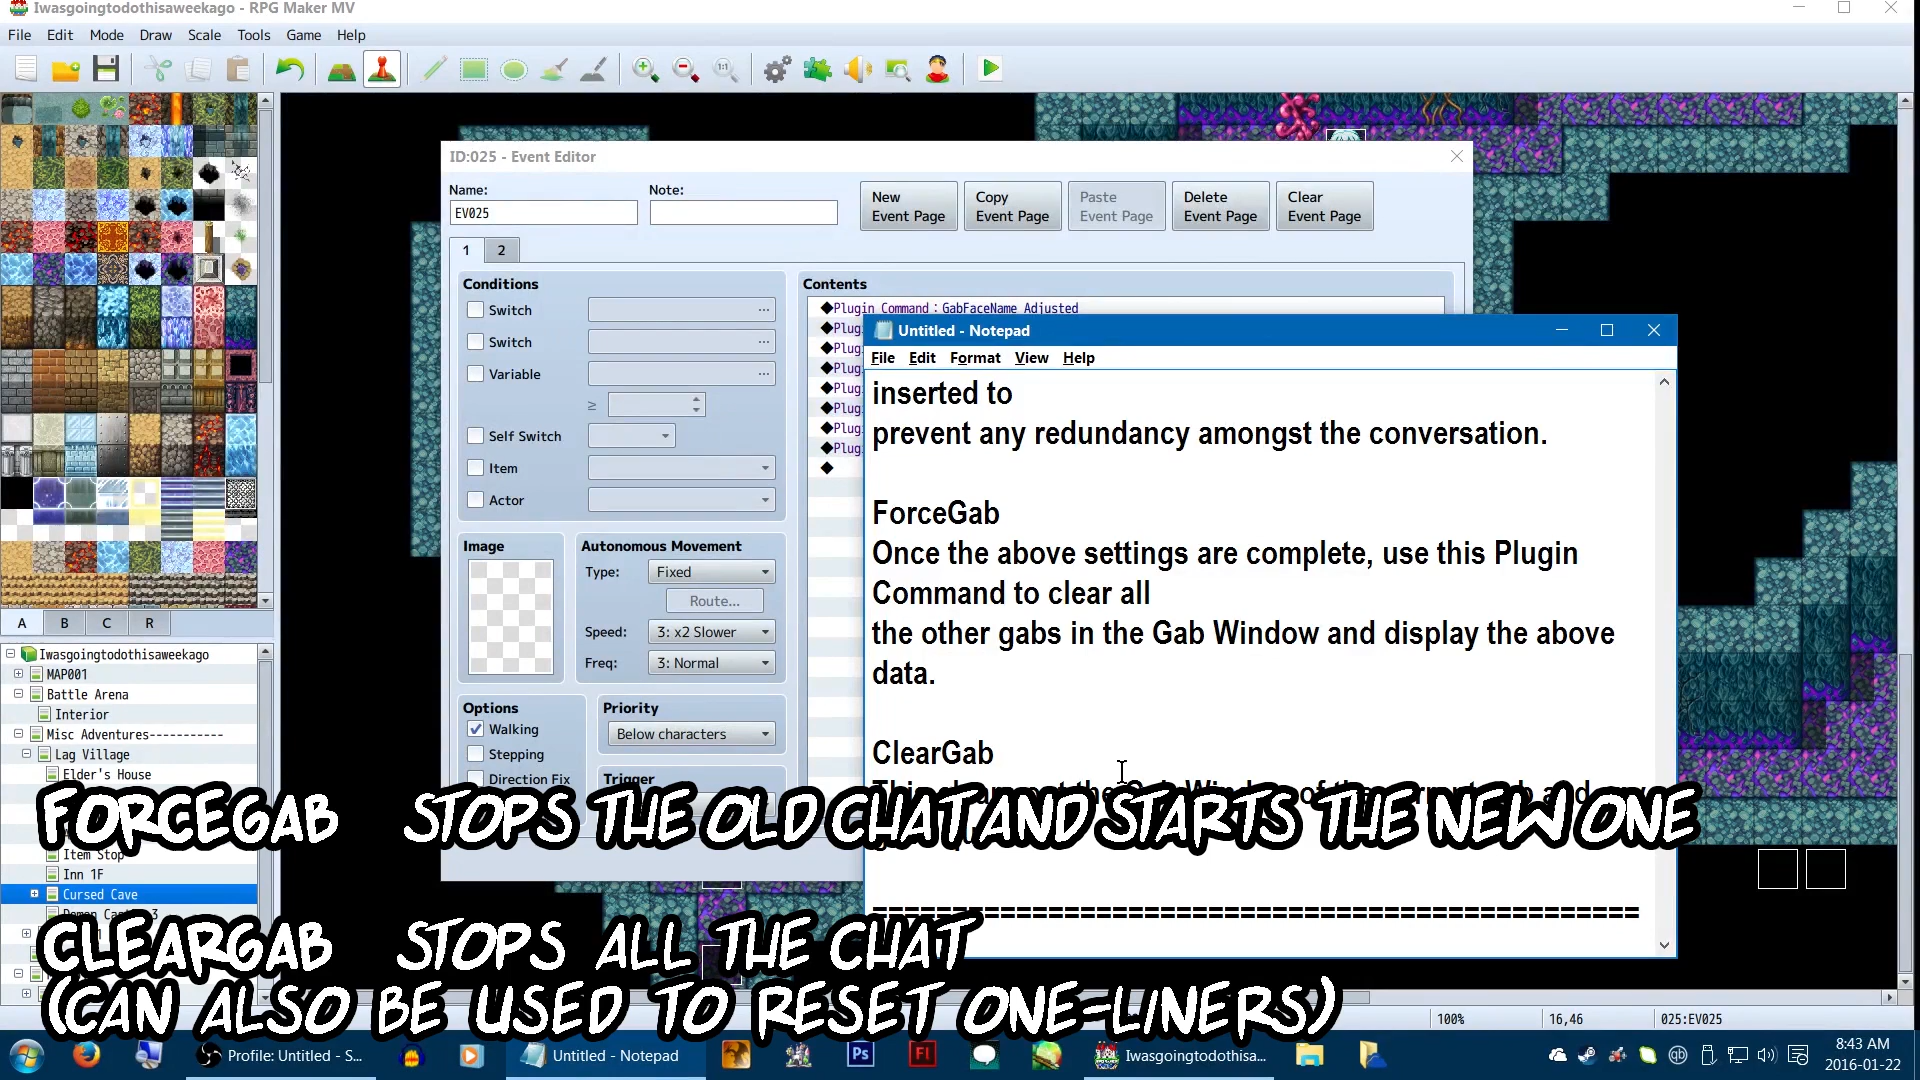 Iwasgoingtodothisaweekago - RPG Maker MV
File Edit Mode Draw Scale Tools Game Help
ID:025 - Event Editor
Name:
Note:
EV025
New Event Page
Copy Event Page
Paste Event Page
Delete Event Page
Clear Event Page
1 2
Conditions
Switch
Switch
Variable
≥
Self Switch
Item
Actor
Image
Autonomous Movement
Type: Fixed
Route...
Speed: 3: x2 Slower
Freq: 3: Normal
Options
Walking
Stepping
Direction Fix
Priority
Below characters
Trigger
Contents
◆Plugin Command：GabFaceName Adjusted
◆Plug
◆Plug
◆Plug
◆Plug
◆Plug
◆Plug
◆Plug
◆
Untitled - Notepad
File Edit Format View Help
inserted to
prevent any redundancy amongst the conversation.
ForceGab
Once the above settings are complete, use this Plugin
Command to clear all
the other gabs in the Gab Window and display the above
data.
ClearGab
===============================================
A B C R
Iwasgoingtodothisaweekago
MAP001
Battle Arena
Interior
Misc Adventures-----------
Lag Village
Elder's House
Item Stop
Inn 1F
Cursed Cave
FORCEGAB STOPS THE OLD CHAT AND STARTS THE NEW ONE
CLEARGAB STOPS ALL THE CHAT
(CAN ALSO BE USED TO RESET ONE-LINERS)
100% 16,46 025:EV025
Profile: Untitled - S...
Untitled - Notepad
Iwasgoingtodothisa...
8:43 AM
2016-01-22